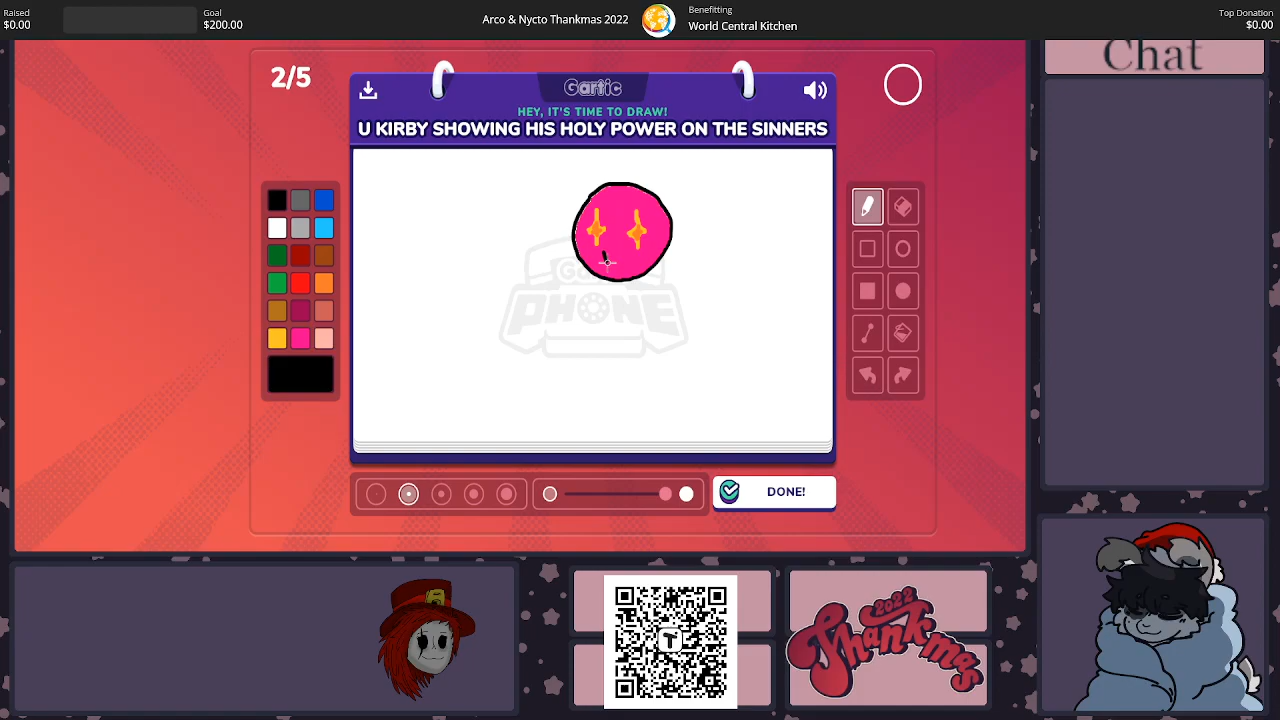 Raised
$0.00
Goal
$200.00
Arco & Nycto Thankmas 2022
Benefitting
World Central Kitchen
Top Donation
$0.00
Chat
2/5
Gartic
HEY, IT'S TIME TO DRAW!
U KIRBY SHOWING HIS HOLY POWER ON THE SINNERS
Gartic
PHONE
DONE!
T
2022
Thankmas